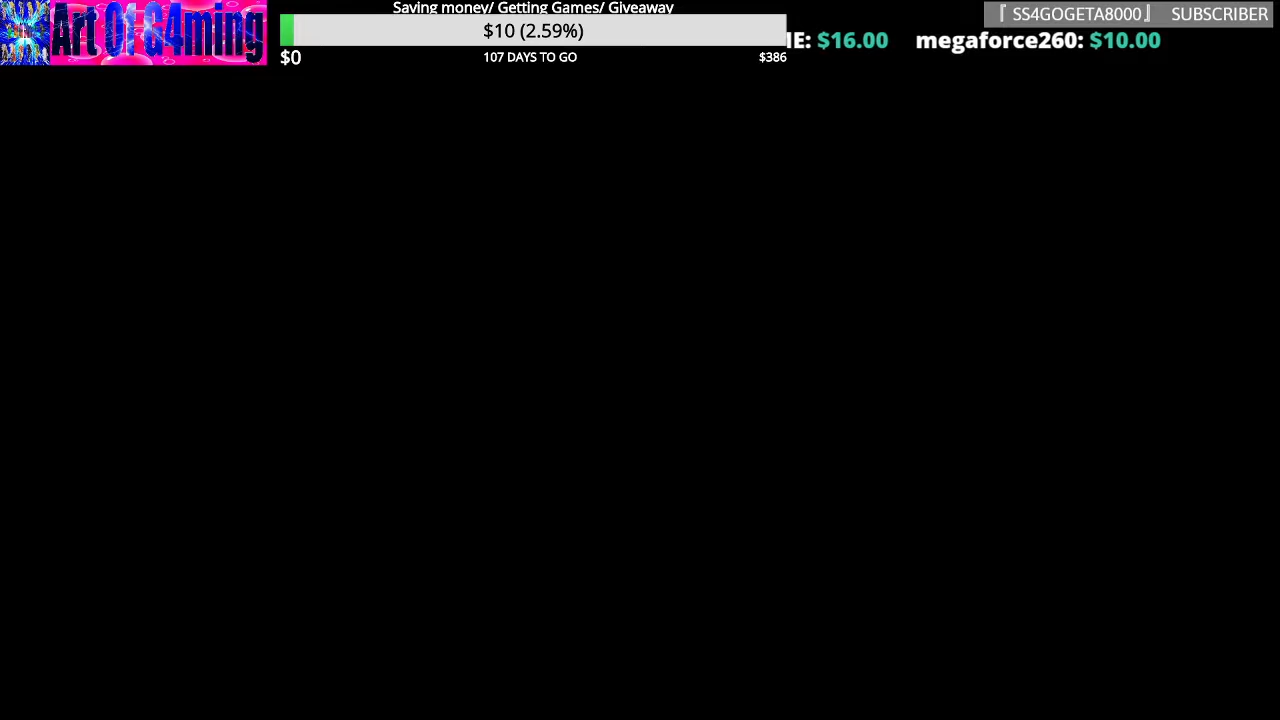 Art Of G4ming
Saving money/ Getting Games/ Giveaway
$10 (2.59%)
$0
107 DAYS TO GO
$386
『 SS4GOGETA8000』 SUBSCRIBER
E: $16.00 megaforce260: $10.00